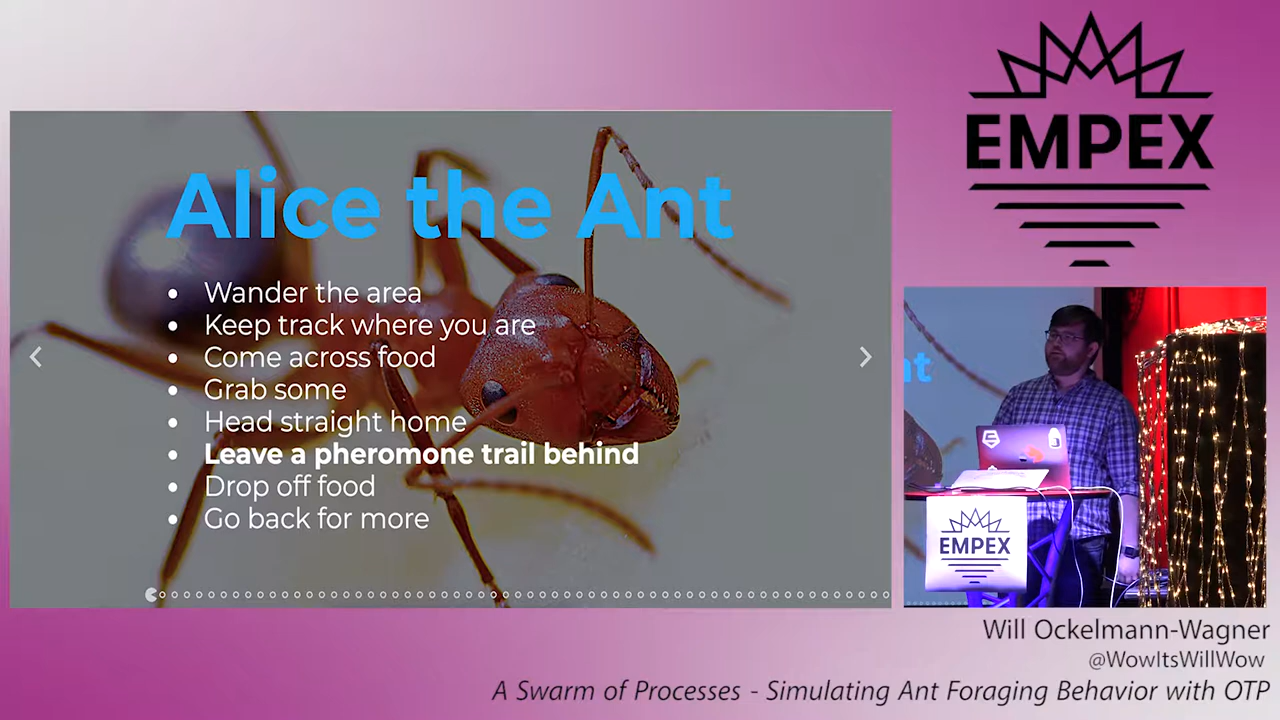 EMPEX
Alice the Ant
• Wander the area
• Keep track where you are
• Come across food
• Grab some
• Head straight home
• Leave a pheromone trail behind
• Drop off food
• Go back for more
nt
EMPEX
Will Ockelmann-Wagner
@WowItsWillWow
A Swarm of Processes - Simulating Ant Foraging Behavior with OTP